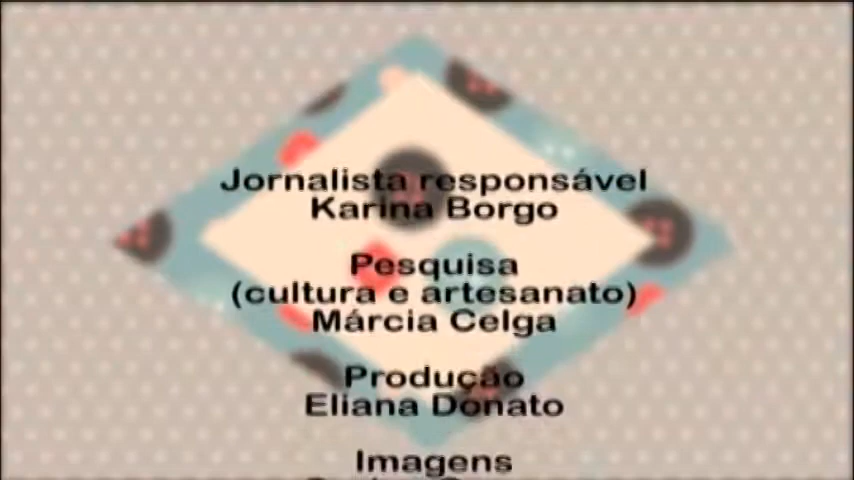 Jornalista responsável
Karina Borgo
Pesquisa
(cultura e artesanato)
Márcia Celga
Produção
Eliana Donato
Imagens